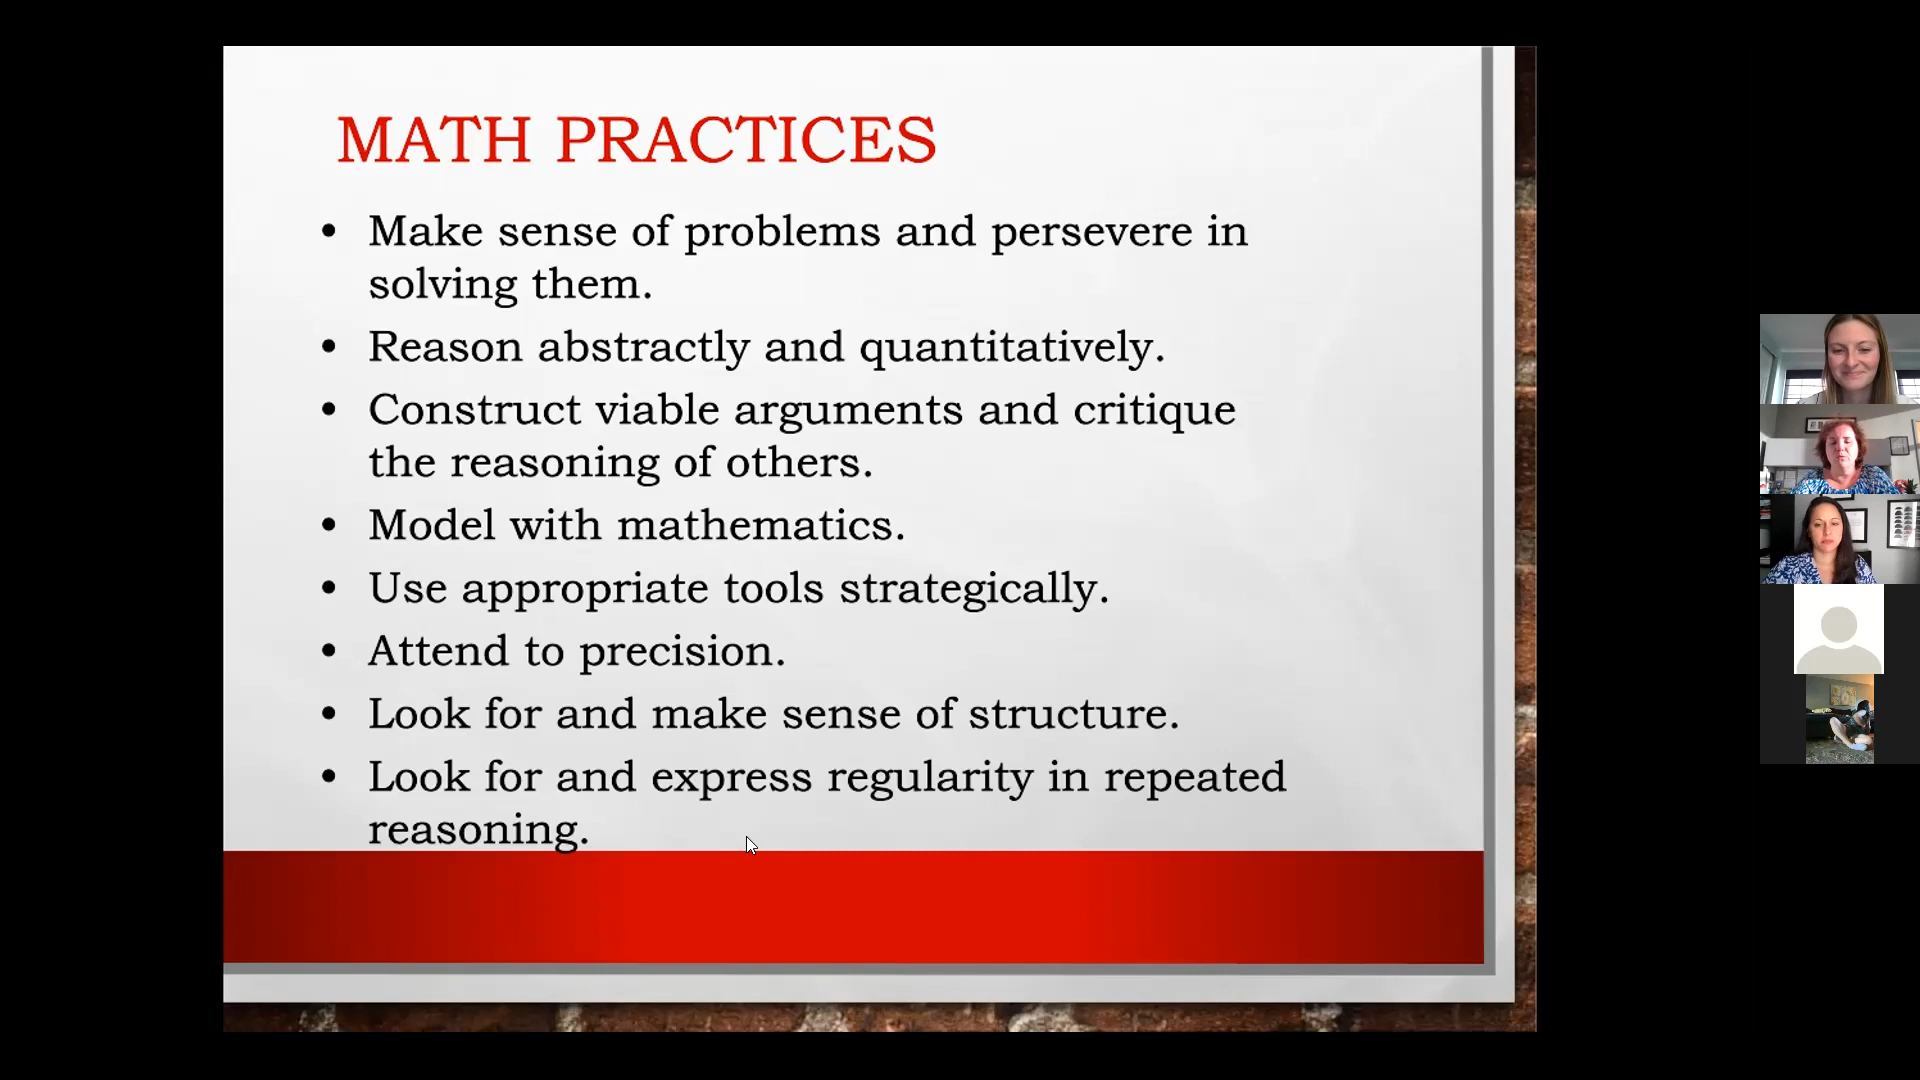 MATH PRACTICES
• Make sense of problems and persevere in
solving them.
• Reason abstractly and quantitatively.
• Construct viable arguments and critique
the reasoning of others.
• Model with mathematics.
• Use appropriate tools strategically.
• Attend to precision.
• Look for and make sense of structure.
• Look for and express regularity in repeated
reasoning.